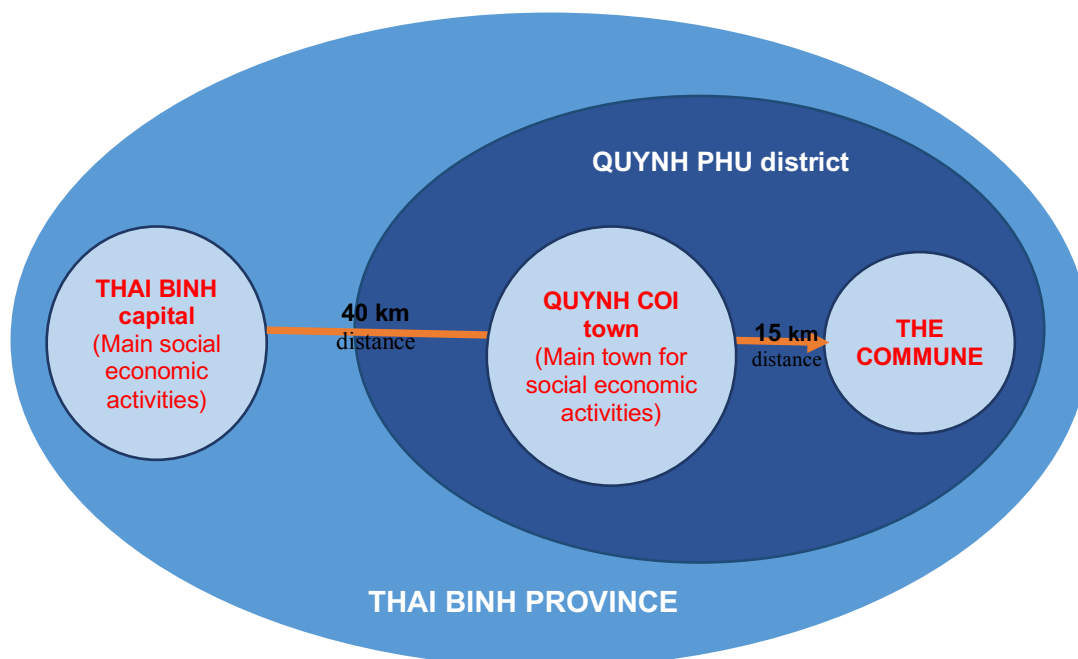 QUYNH PHU district
THAI BINH
capital
(Main social
economic
activities)
40 km
distance
QUYNH COI
town
(Main town for
social economic
activities)
15 km
distance
THE
COMMUNE
THAI BINH PROVINCE